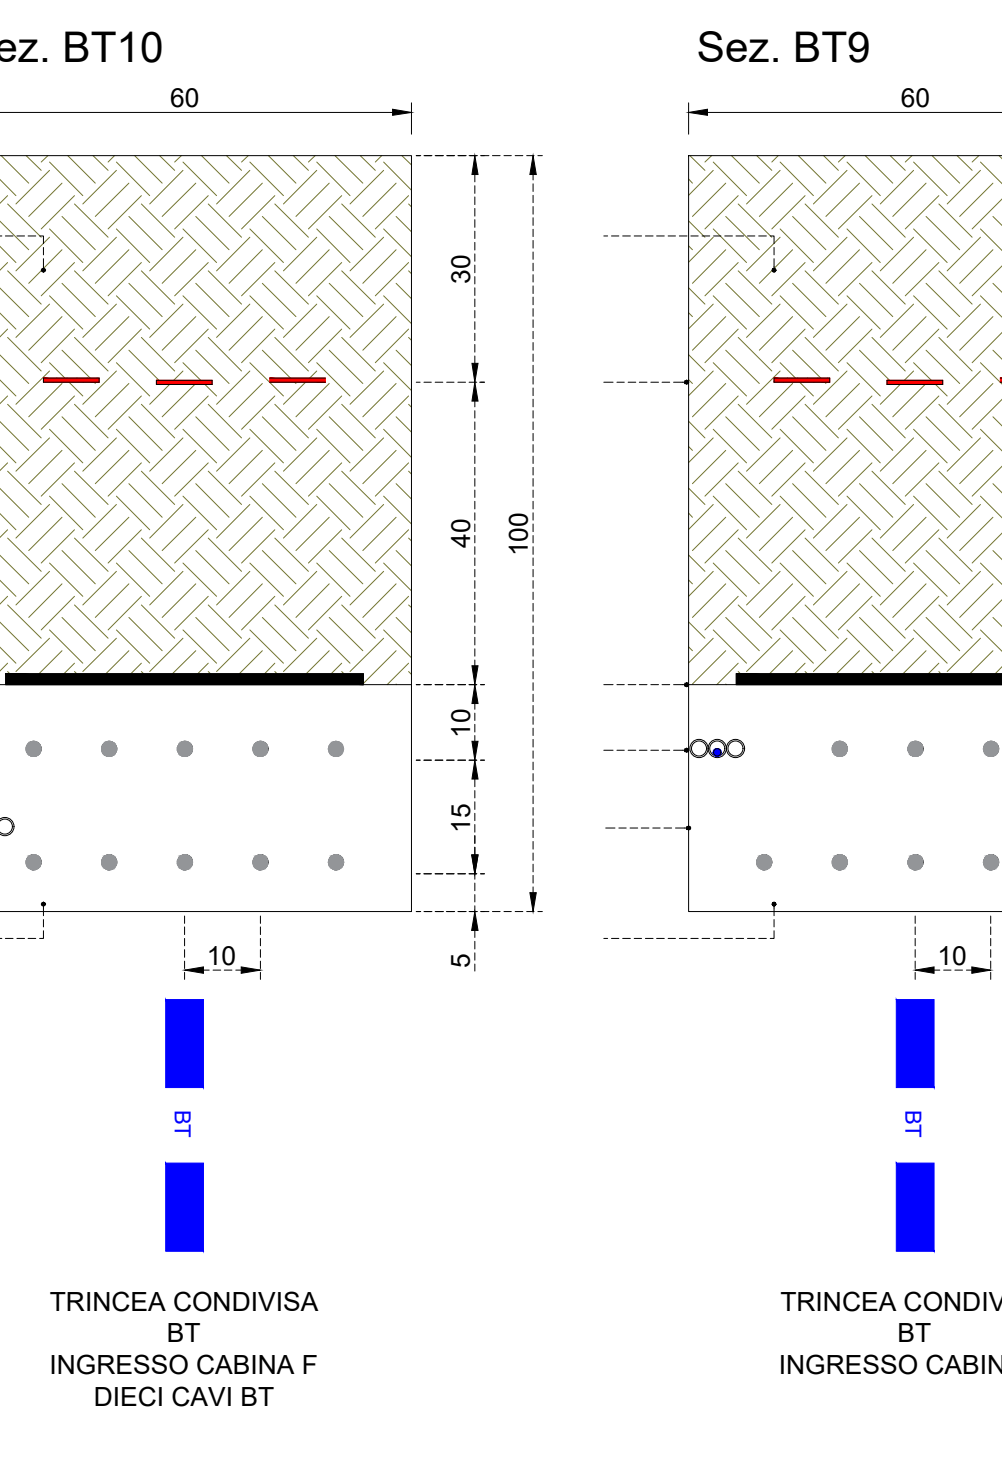 ez. BT10
60
30
40
100
10
15
5
10
BT
TRINCEA CONDIVISA
BT
INGRESSO CABINA F
DIECI CAVI BT
Sez. BT9
60
10
BT
TRINCEA CONDIV
BT
INGRESSO CABIN